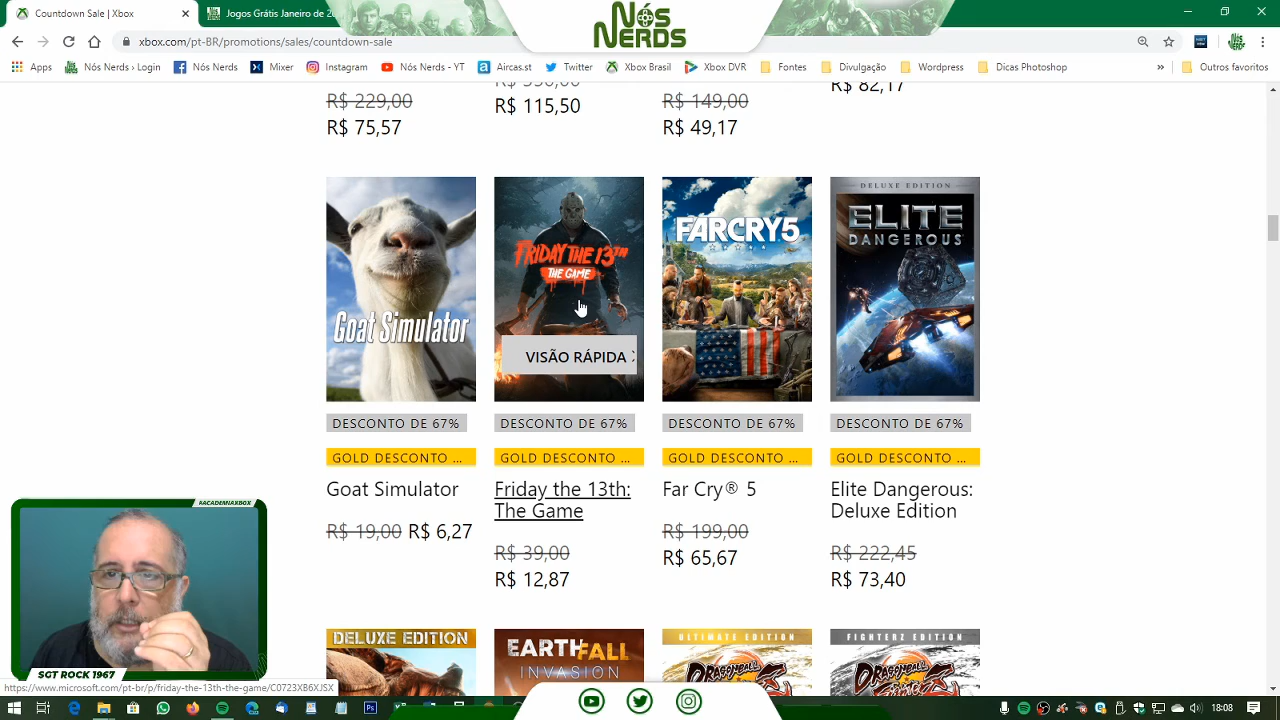 Xbox Countdown Sale
Jogos Grátis Janeiro de 20
NÓS
NERDS
xbox.com/pt-BR/promotions/sales/countdown-sale
Apps
Nós Nerds › Login
Nós Nerds
Mixer
Instagram
Nós Nerds - YT
Aircas.st
Twitter
Xbox Brasil
Xbox DVR
Fontes
Divulgação
Wordpress
Dicas Photoshop
»
Outros favoritos
R$ 229,00
R$ 75,57
R$ 115,50
R$ 149,00
R$ 49,17
R$ 82,17
Goat Simulator
FRIDAY THE 13TH
THE GAME
VISÃO RÁPIDA
FARCRY5
DELUXE EDITION
ELITE
DANGEROUS
DESCONTO DE 67%
DESCONTO DE 67%
DESCONTO DE 67%
DESCONTO DE 67%
GOLD DESCONTO ...
GOLD DESCONTO ...
GOLD DESCONTO ...
GOLD DESCONTO ...
Goat Simulator
R$ 19,00 R$ 6,27
Friday the 13th:
The Game
R$ 39,00
R$ 12,87
Far Cry® 5
R$ 199,00
R$ 65,67
Elite Dangerous:
Deluxe Edition
R$ 222,45
R$ 73,40
DELUXE EDITION
EARTHFALL
INVASION
ULTIMATE EDITION
DRAGONBALL
FIGHTERZ EDITION
DRAGONBALL
#ACADEMIAXBOX
SGT ROCK 1967
https://www.microsoft.com/pt-br/p/friday-the-13th-the-game/C0723XB6XJSX
18:08